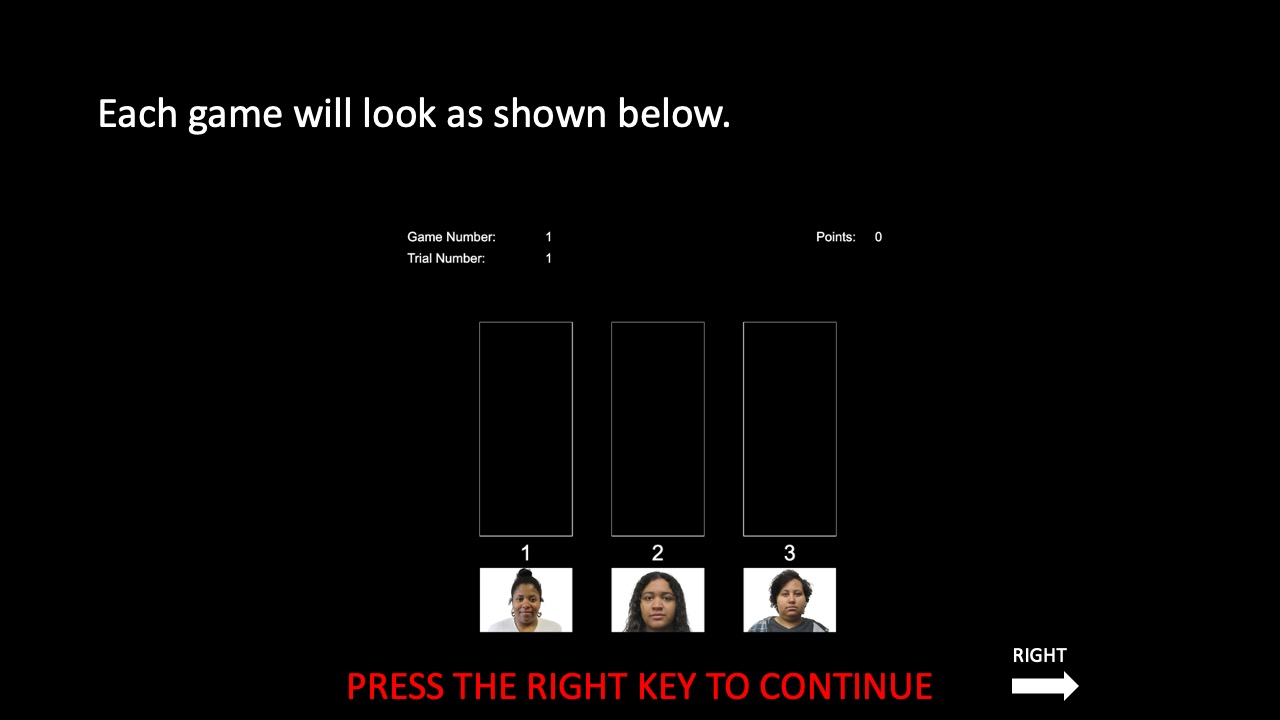 Each game will look as shown below.
Game Number: 1
Points: 0
Trial Number: 1
1 2 3
RIGHT
PRESS THE RIGHT KEY TO CONTINUE